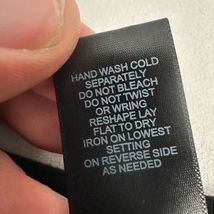 HAND WASH COLD
SEPARATELY
DO NOT BLEACH
DO NOT TWIST
OR WRING
RESHAPE LAY
FLAT TO DRY
IRON ON LOWEST
SETTING
ON REVERSE SIDE
AS NEEDED